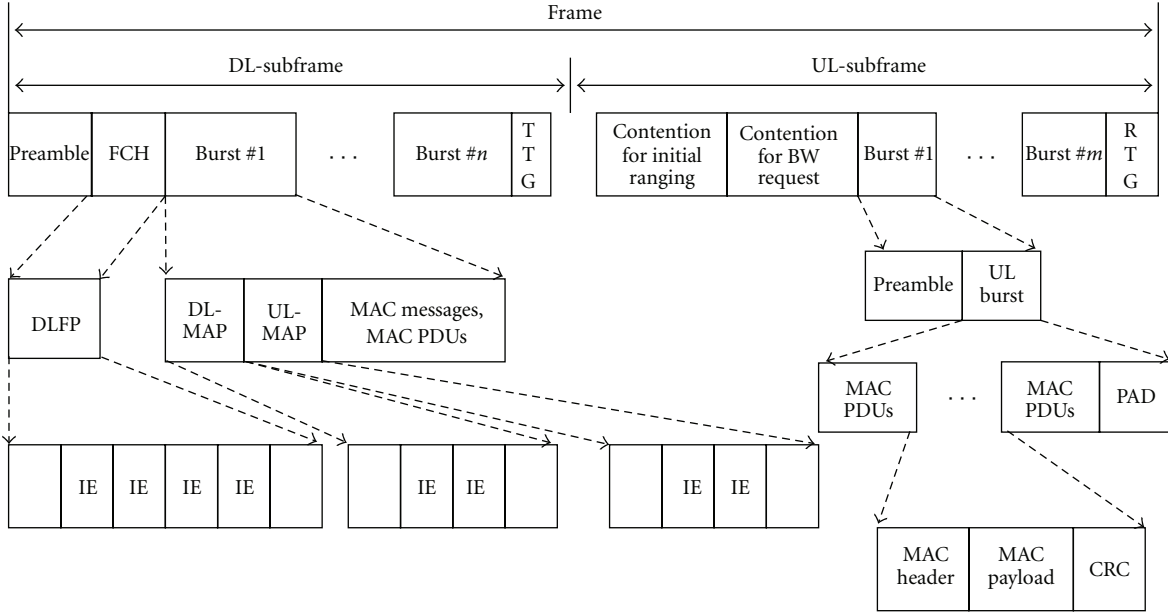 Frame
DL-subframe
UL-subframe
Preamble
FCH
Burst #1
. . .
Burst #n
T
T
G
Contention
for initial
ranging
Contention
for BW
request
Burst #1
. . .
Burst #m
R
T
G
DLFP
DL-
MAP
UL-
MAP
MAC messages,
MAC PDUs
Preamble
UL
burst
MAC
PDUs
. . .
MAC
PDUs
PAD
IE
IE
IE
IE
IE
IE
IE
IE
MAC
header
MAC
payload
CRC